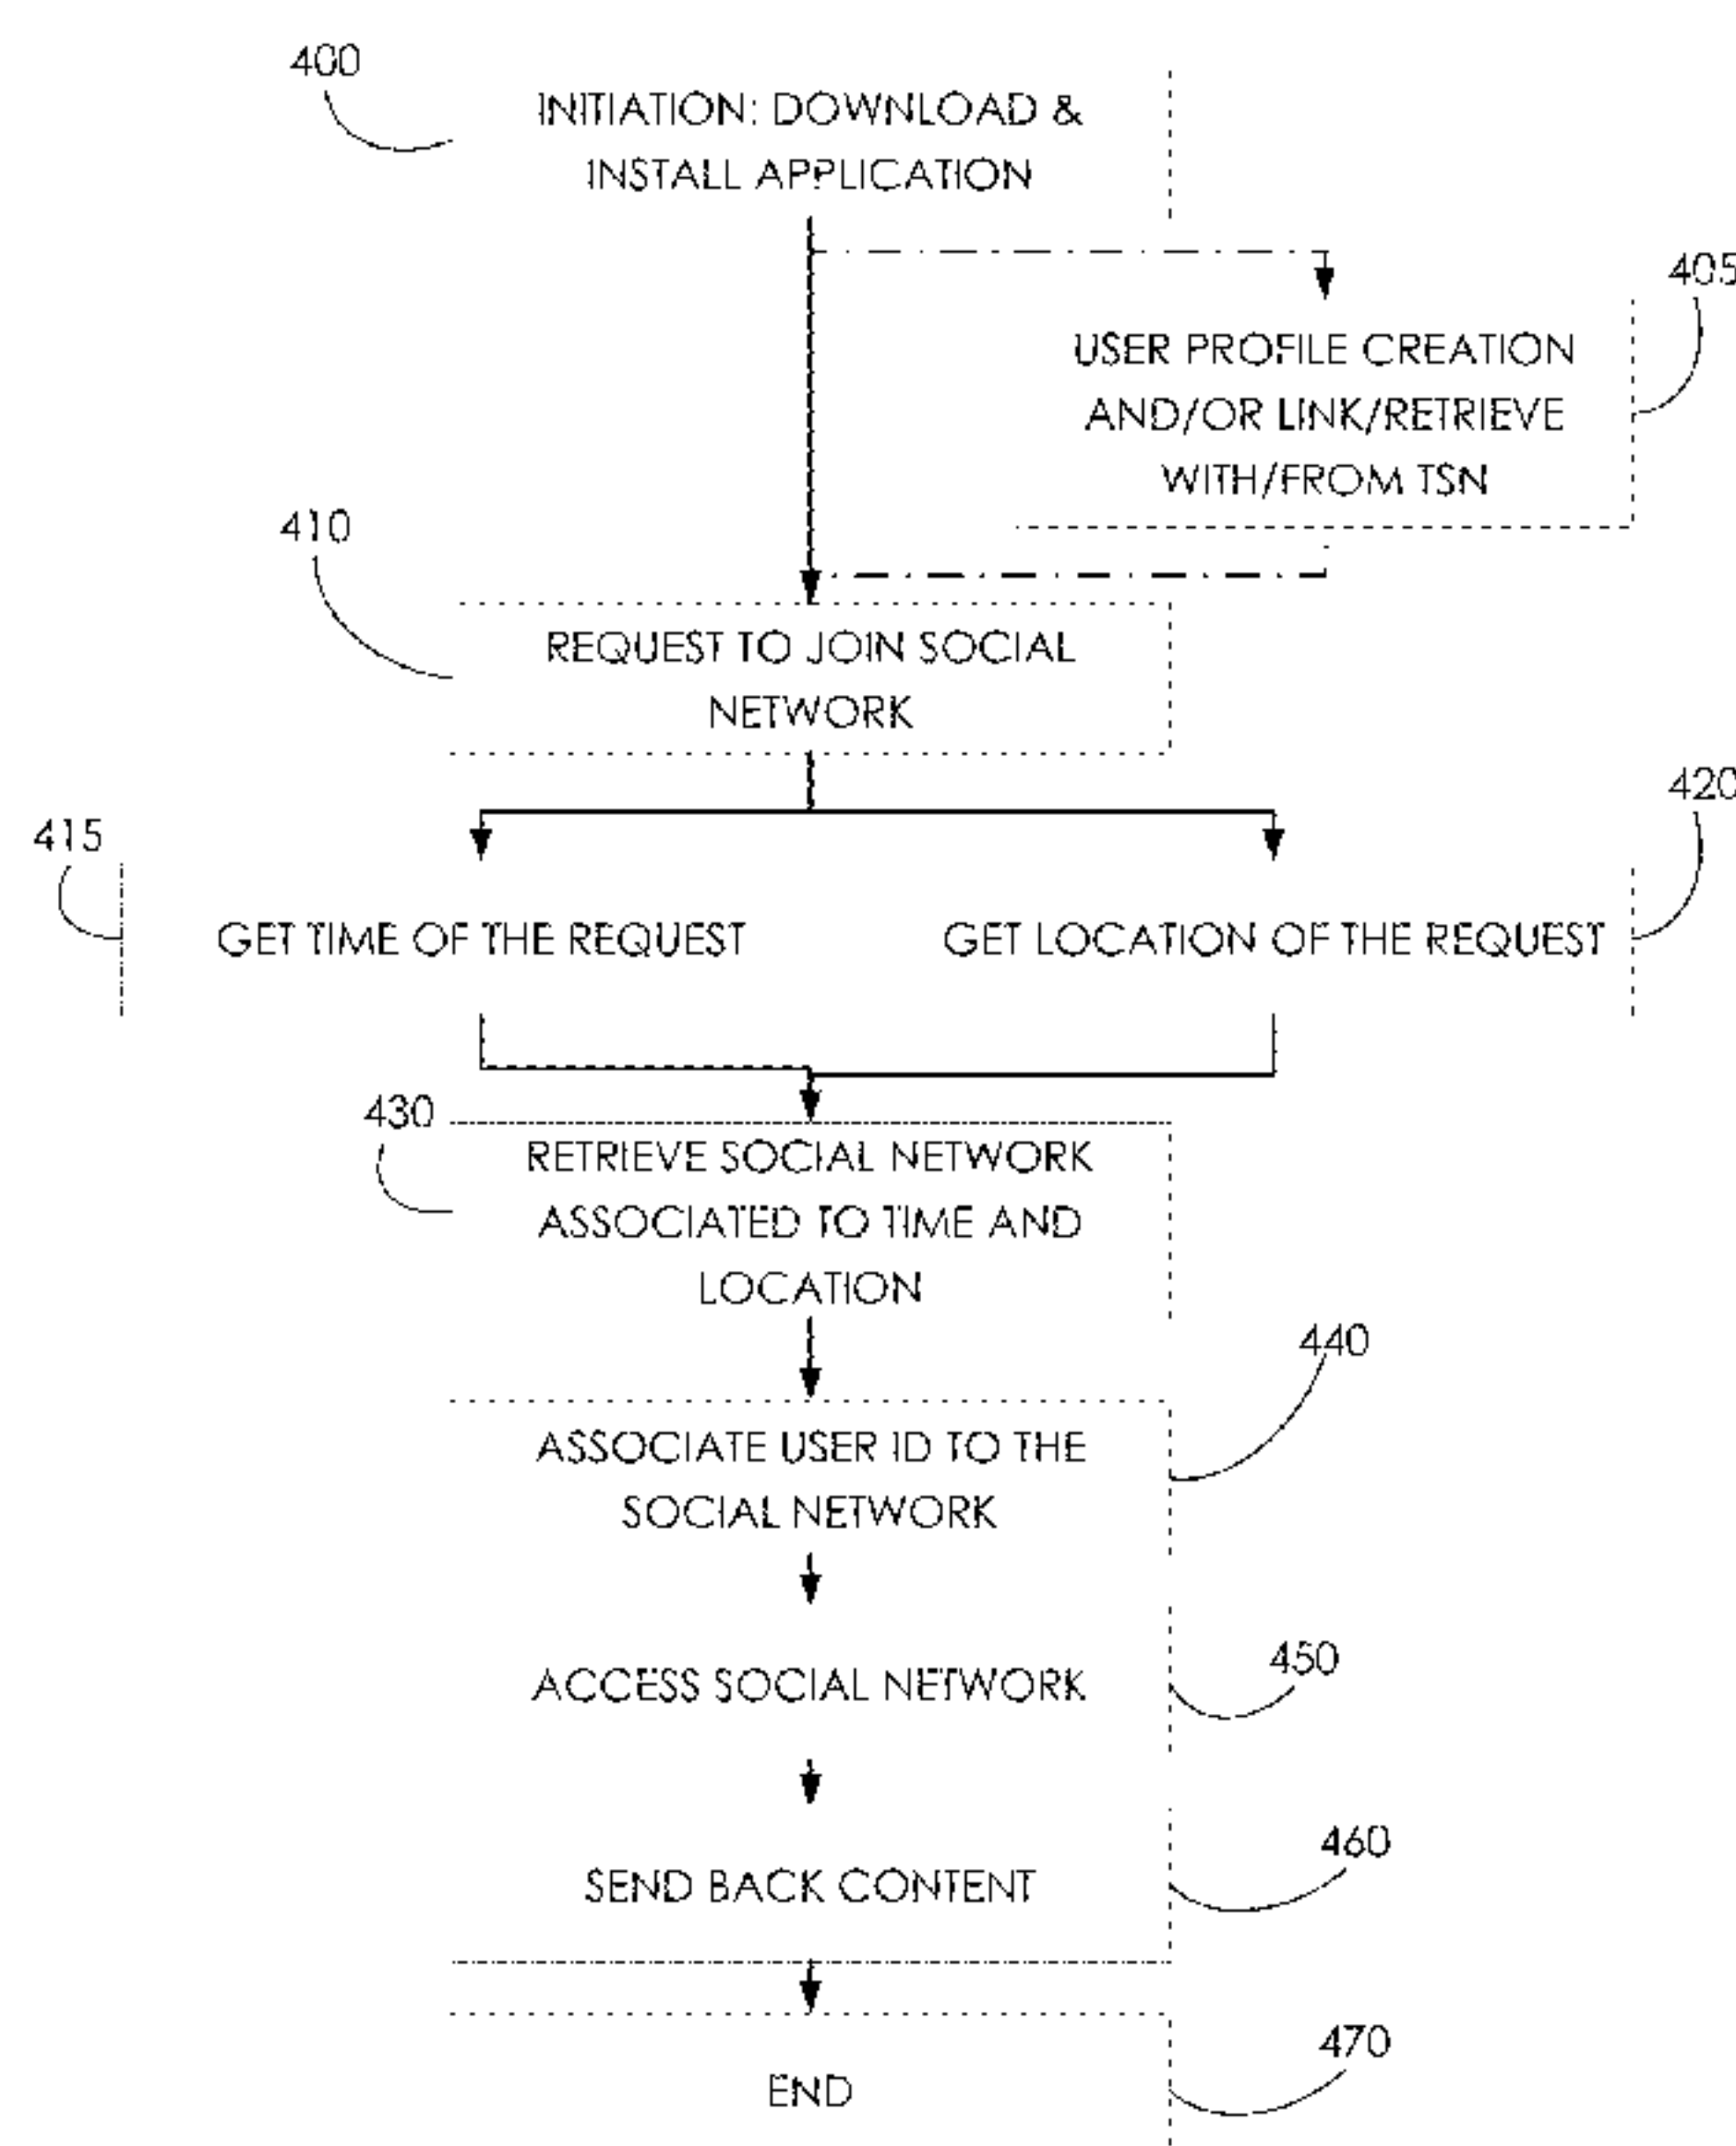 400
INITIATION: DOWNLOAD &
INSTALL APPLICATION
405
USER PROFILE CREATION
AND/OR LINK/RETRIEVE
WITH/FROM TSN
410
REQUEST TO JOIN SOCIAL
NETWORK
415
GET TIME OF THE REQUEST
420
GET LOCATION OF THE REQUEST
430
RETRIEVE SOCIAL NETWORK
ASSOCIATED TO TIME AND
LOCATION
440
ASSOCIATE USER ID TO THE
SOCIAL NETWORK
450
ACCESS SOCIAL NETWORK
460
SEND BACK CONTENT
470
END